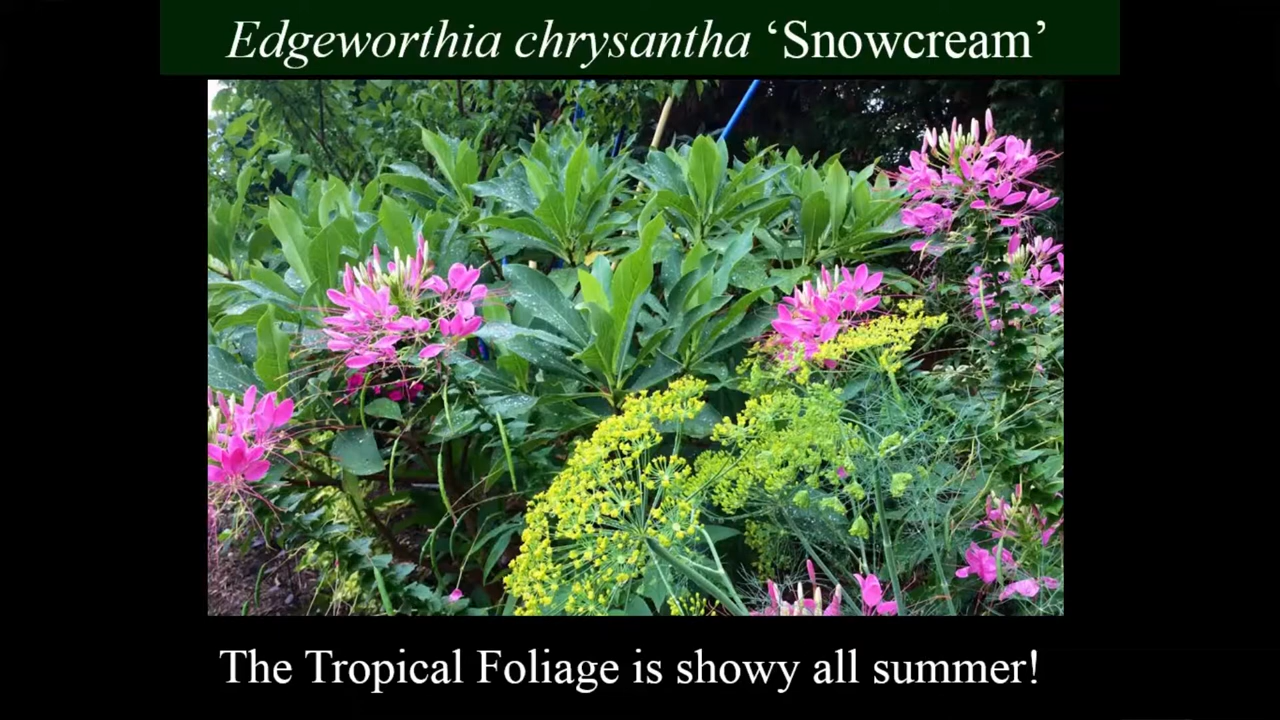 Edgeworthia chrysantha ‘Snowcream’
The Tropical Foliage is showy all summer!